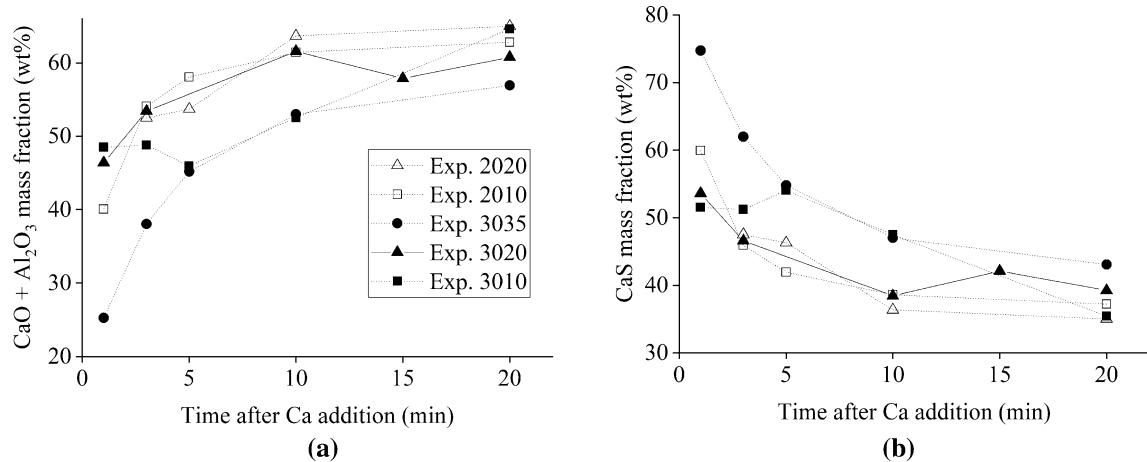 CaO + Al₂O₃ mass fraction (wt%)
60
50
40
30
20
0
5
10
15
20
Time after Ca addition (min)
Exp. 2020
Exp. 2010
Exp. 3035
Exp. 3020
Exp. 3010
(a)
CaS mass fraction (wt%)
80
70
60
50
40
30
0
5
10
15
20
Time after Ca addition (min)
(b)